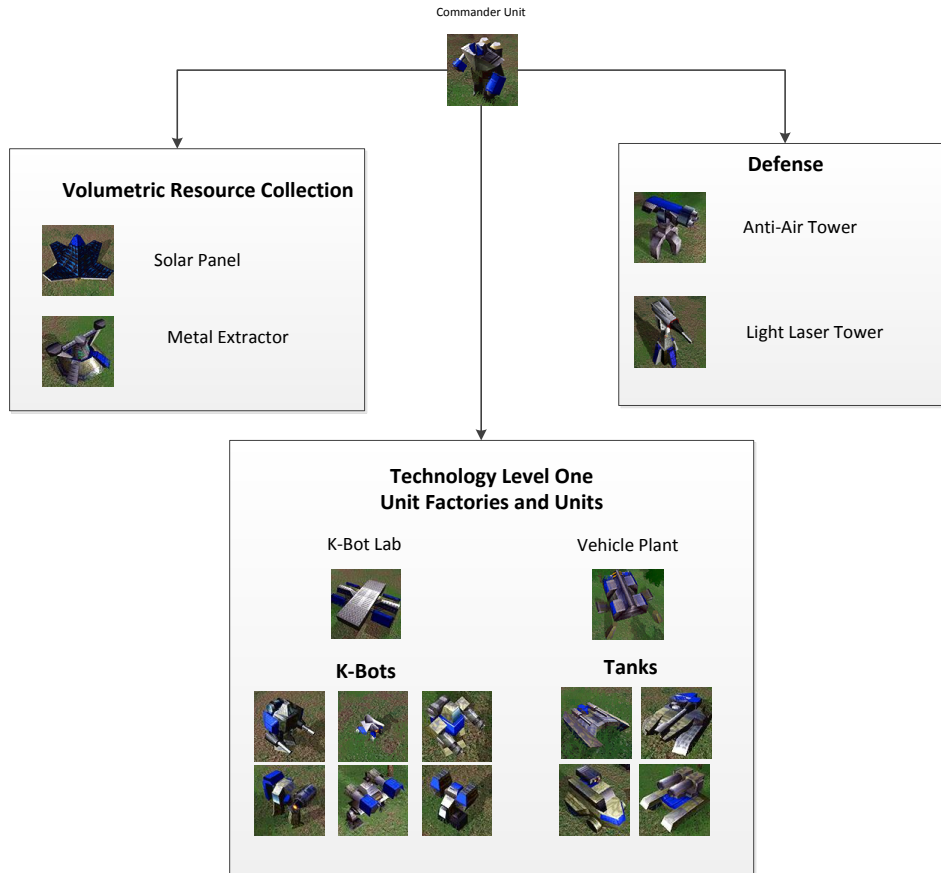 Commander Unit
Volumetric Resource Collection
Solar Panel
Metal Extractor
Defense
Anti-Air Tower
Light Laser Tower
Technology Level One
Unit Factories and Units
K-Bot Lab
Vehicle Plant
K-Bots
Tanks